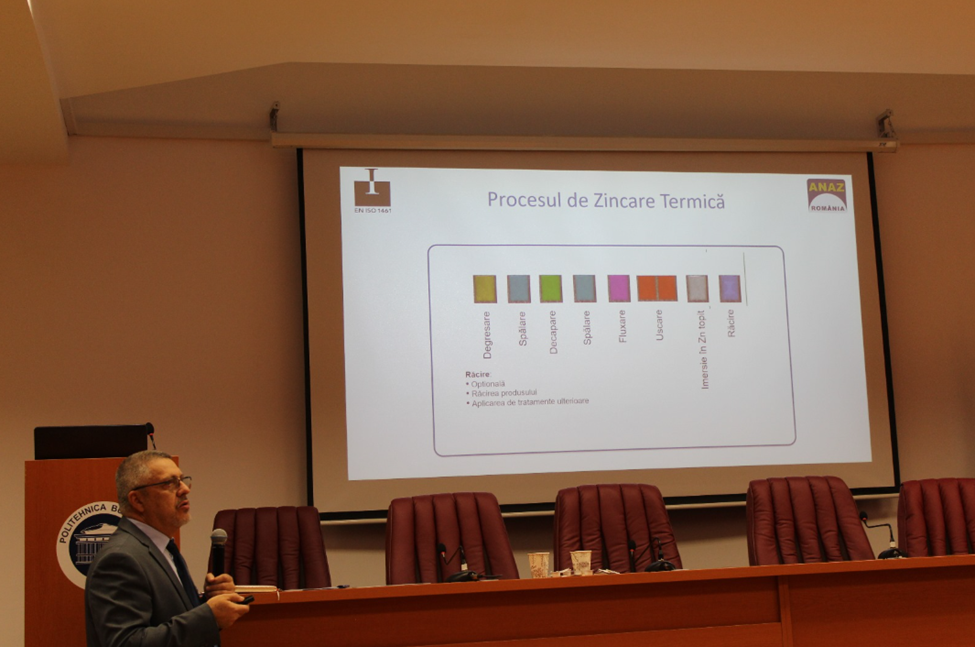 EN ISO 1461
Procesul de Zincare Termică
ANAZ
ROMÂNIA
Degresare
Spălare
Decapare
Spălare
Fluxare
Uscare
Imersie în Zn topit
Răcire
Răcire:
• Opțională
• Răcirea produsului
• Aplicarea de tratamente ulterioare
POLITEHNICA